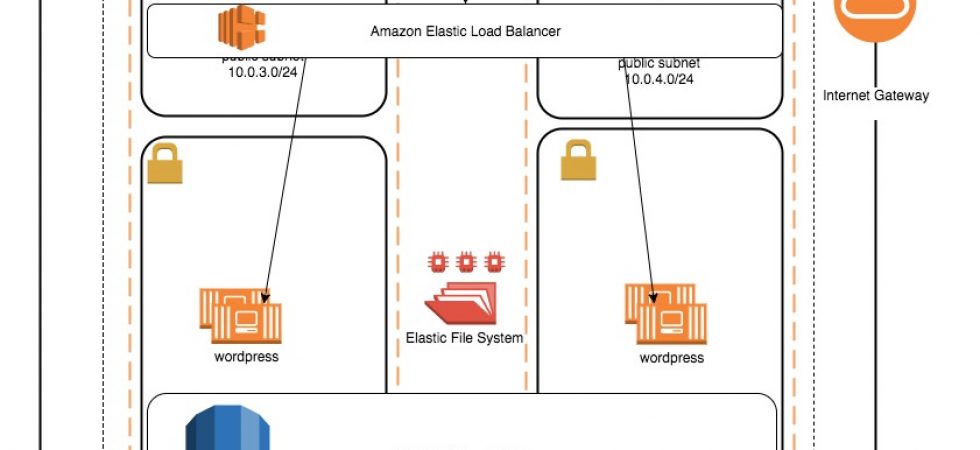 Amazon Elastic Load Balancer
public subnet
10.0.3.0/24
public subnet
10.0.4.0/24
Internet Gateway
Elastic File System
wordpress
wordpress